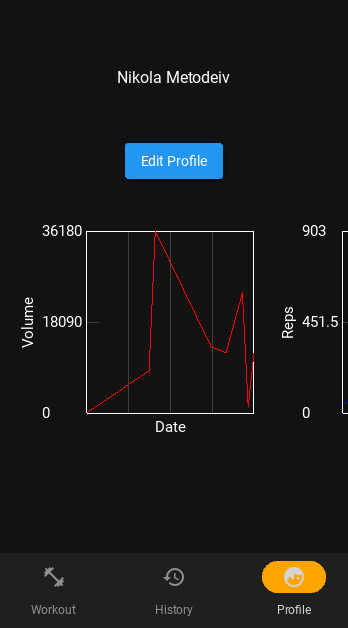 Nikola Metodeiv
Edit Profile
36180
18090
0
Volume
Date
903
451.5
0
Reps
Workout
History
Profile